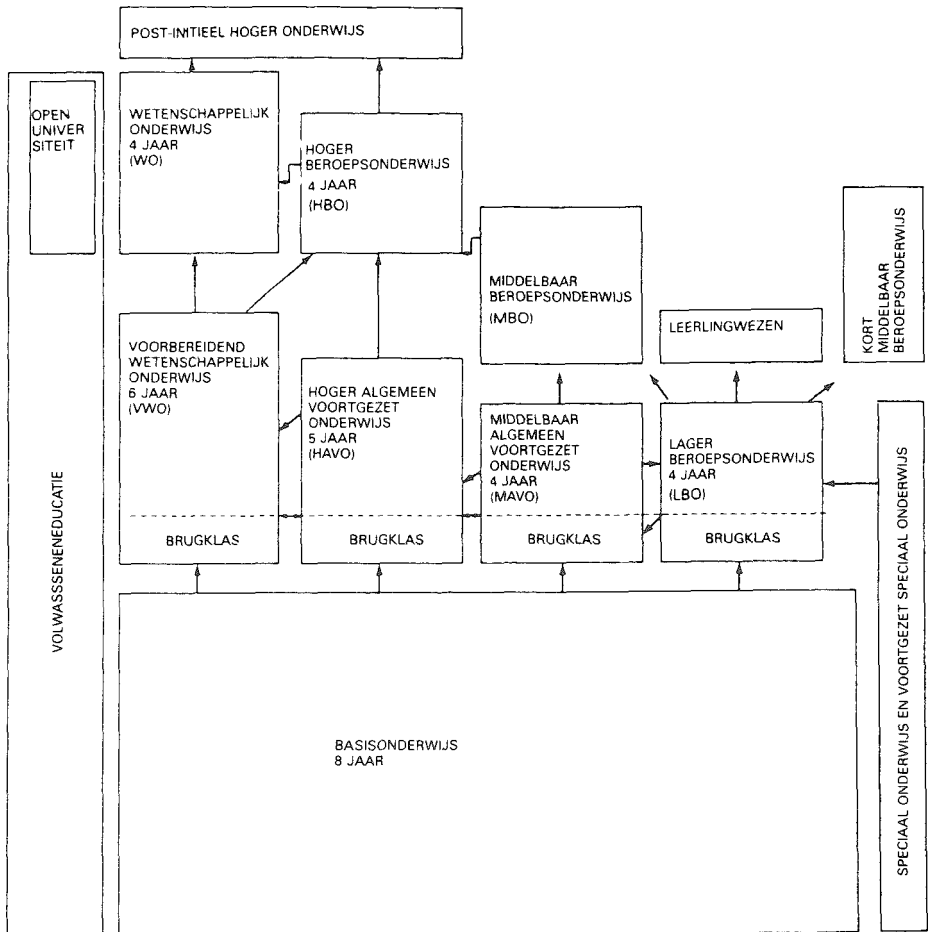 POST-INITIEEL HOGER ONDERWIJS
OPEN
UNIVER
SITEIT
WETENSCHAPPELIJK
ONDERWIJS
4 JAAR
(WO)
HOGER
BEROEPSONDERWIJS
4 JAAR
(HBO)
MIDDELBAAR
BEROEPSONDERWIJS
(MBO)
LEERLINGWEZEN
KORT
MIDDELBAAR
BEROEPSONDERWIJS
VOORBEREIDEND
WETENSCHAPPELIJK
ONDERWIJS
6 JAAR
(VWO)
HOGER ALGEMEEN
VOORTGEZET
ONDERWIJS
5 JAAR
(HAVO)
MIDDELBAAR
ALGEMEEN
VOORTGEZET
ONDERWIJS
4 JAAR
(MAVO)
LAGER
BEROEPSONDERWIJS
4 JAAR
(LBO)
BRUGKLAS
BRUGKLAS
BRUGKLAS
BRUGKLAS
VOLWASSSENENEDUCATIE
BASISONDERWIJS
8 JAAR
SPECIAAL ONDERWIJS EN VOORTGEZET SPECIAAL ONDERWIJS